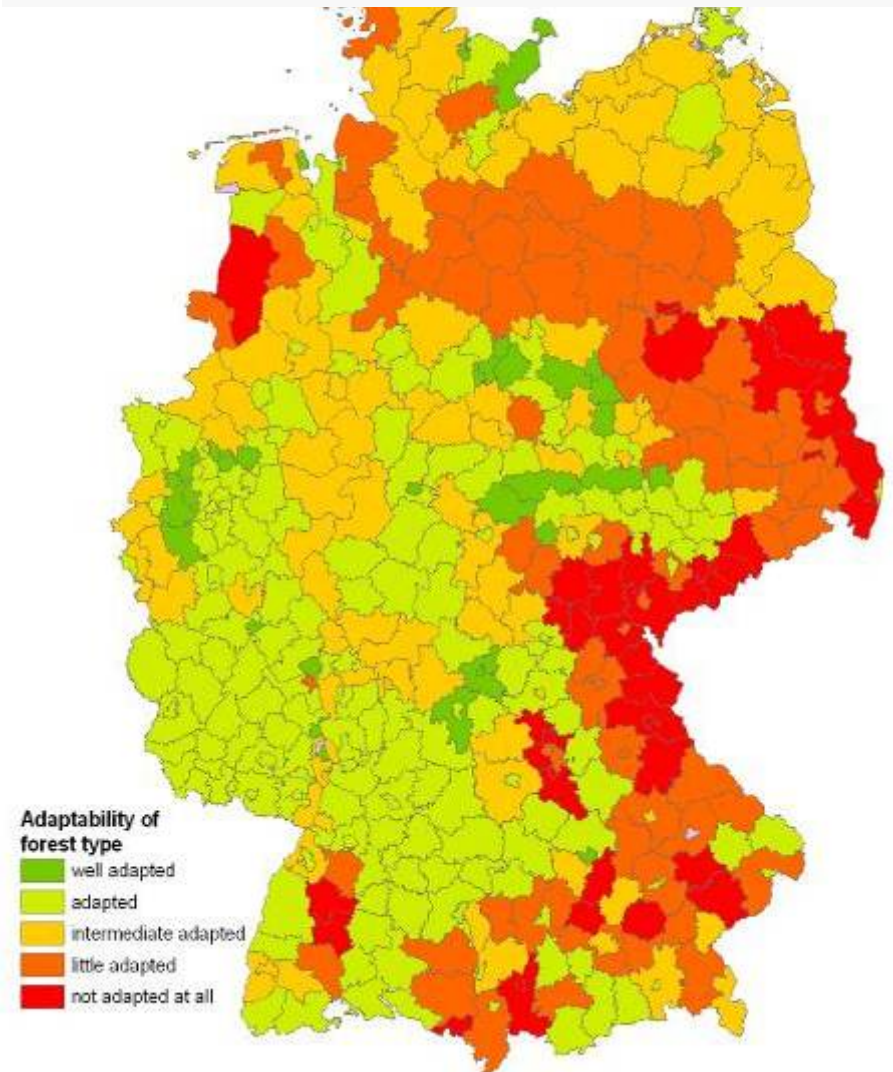 Adaptability of
forest type
well adapted
adapted
intermediate adapted
little adapted
not adapted at all